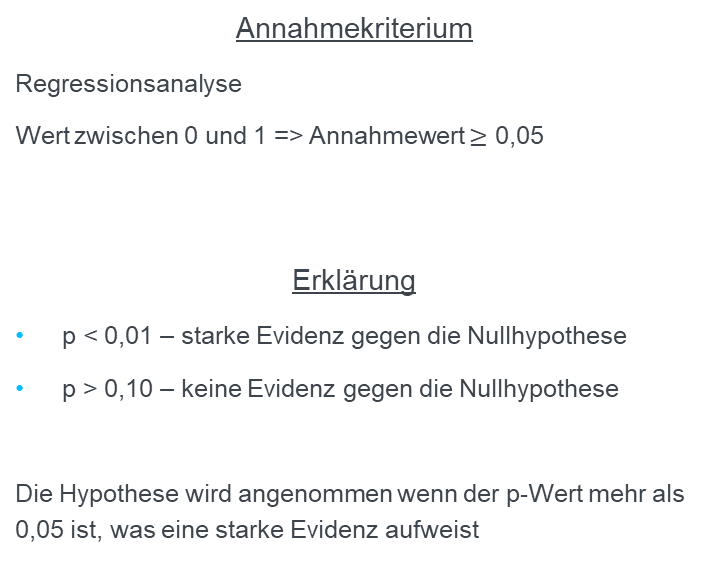 Annahmekriterium
Regressionsanalyse
Wert zwischen 0 und 1 => Annahmewert ≥ 0,05
Erklärung
• p < 0,01 – starke Evidenz gegen die Nullhypothese
• p > 0,10 – keine Evidenz gegen die Nullhypothese
Die Hypothese wird angenommen wenn der p-Wert mehr als
0,05 ist, was eine starke Evidenz aufweist